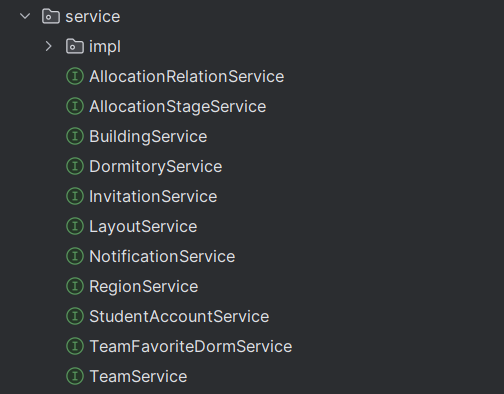 service
impl
AllocationRelationService
AllocationStageService
BuildingService
DormitoryService
InvitationService
LayoutService
NotificationService
RegionService
StudentAccountService
TeamFavoriteDormService
TeamService